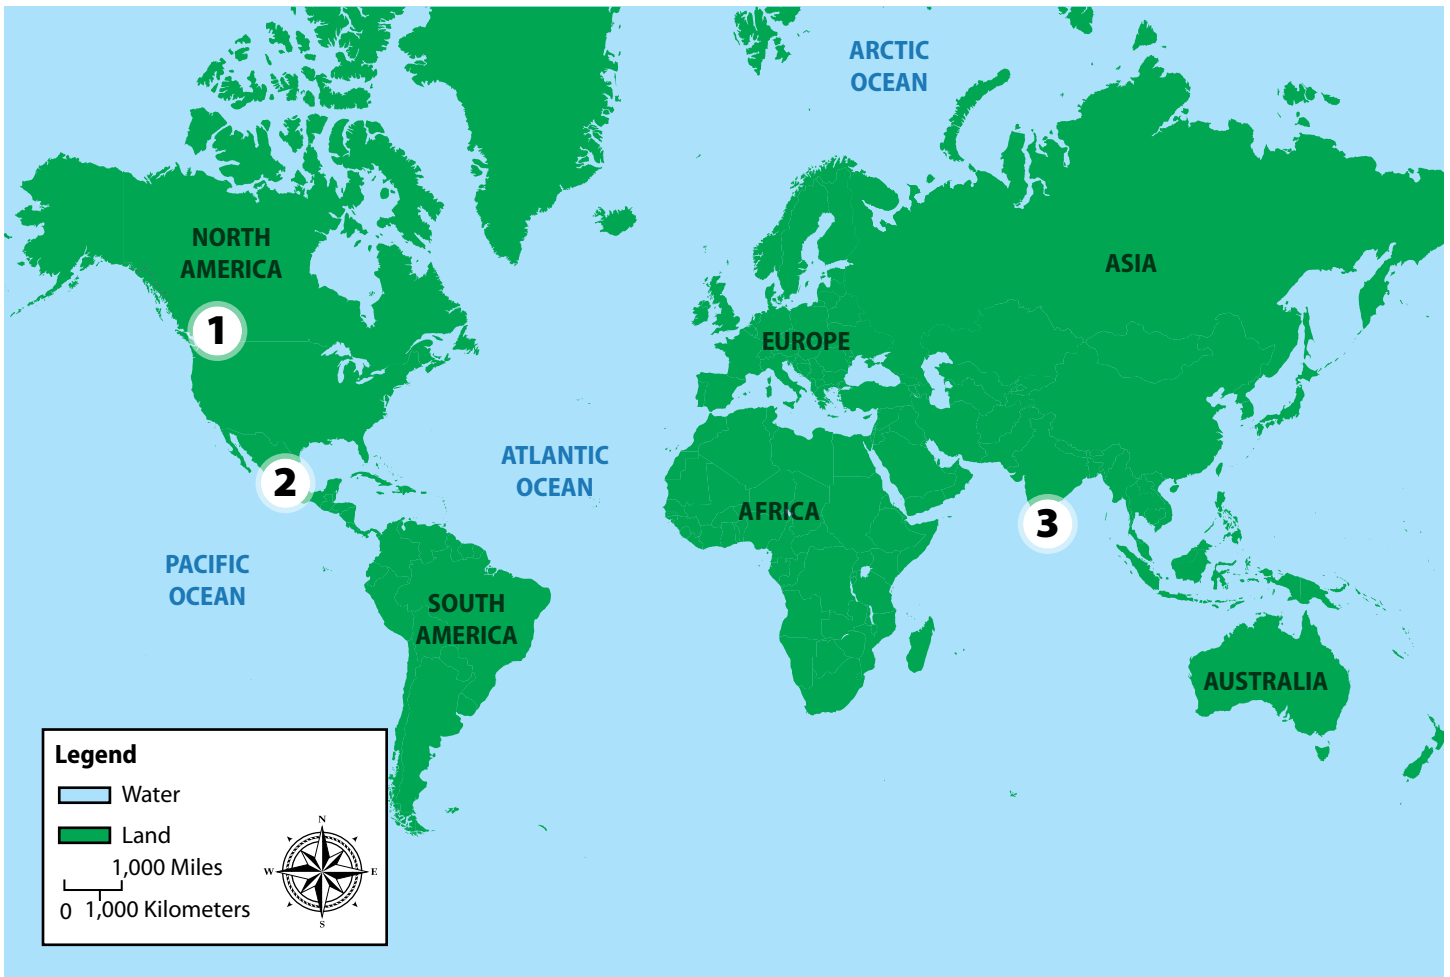 ARCTIC
OCEAN
NORTH
AMERICA
ASIA
1
EUROPE
ATLANTIC
OCEAN
2
AFRICA
3
PACIFIC
OCEAN
SOUTH
AMERICA
AUSTRALIA
Legend
Water
Land
1,000 Miles
0 1,000 Kilometers
N
W E
S